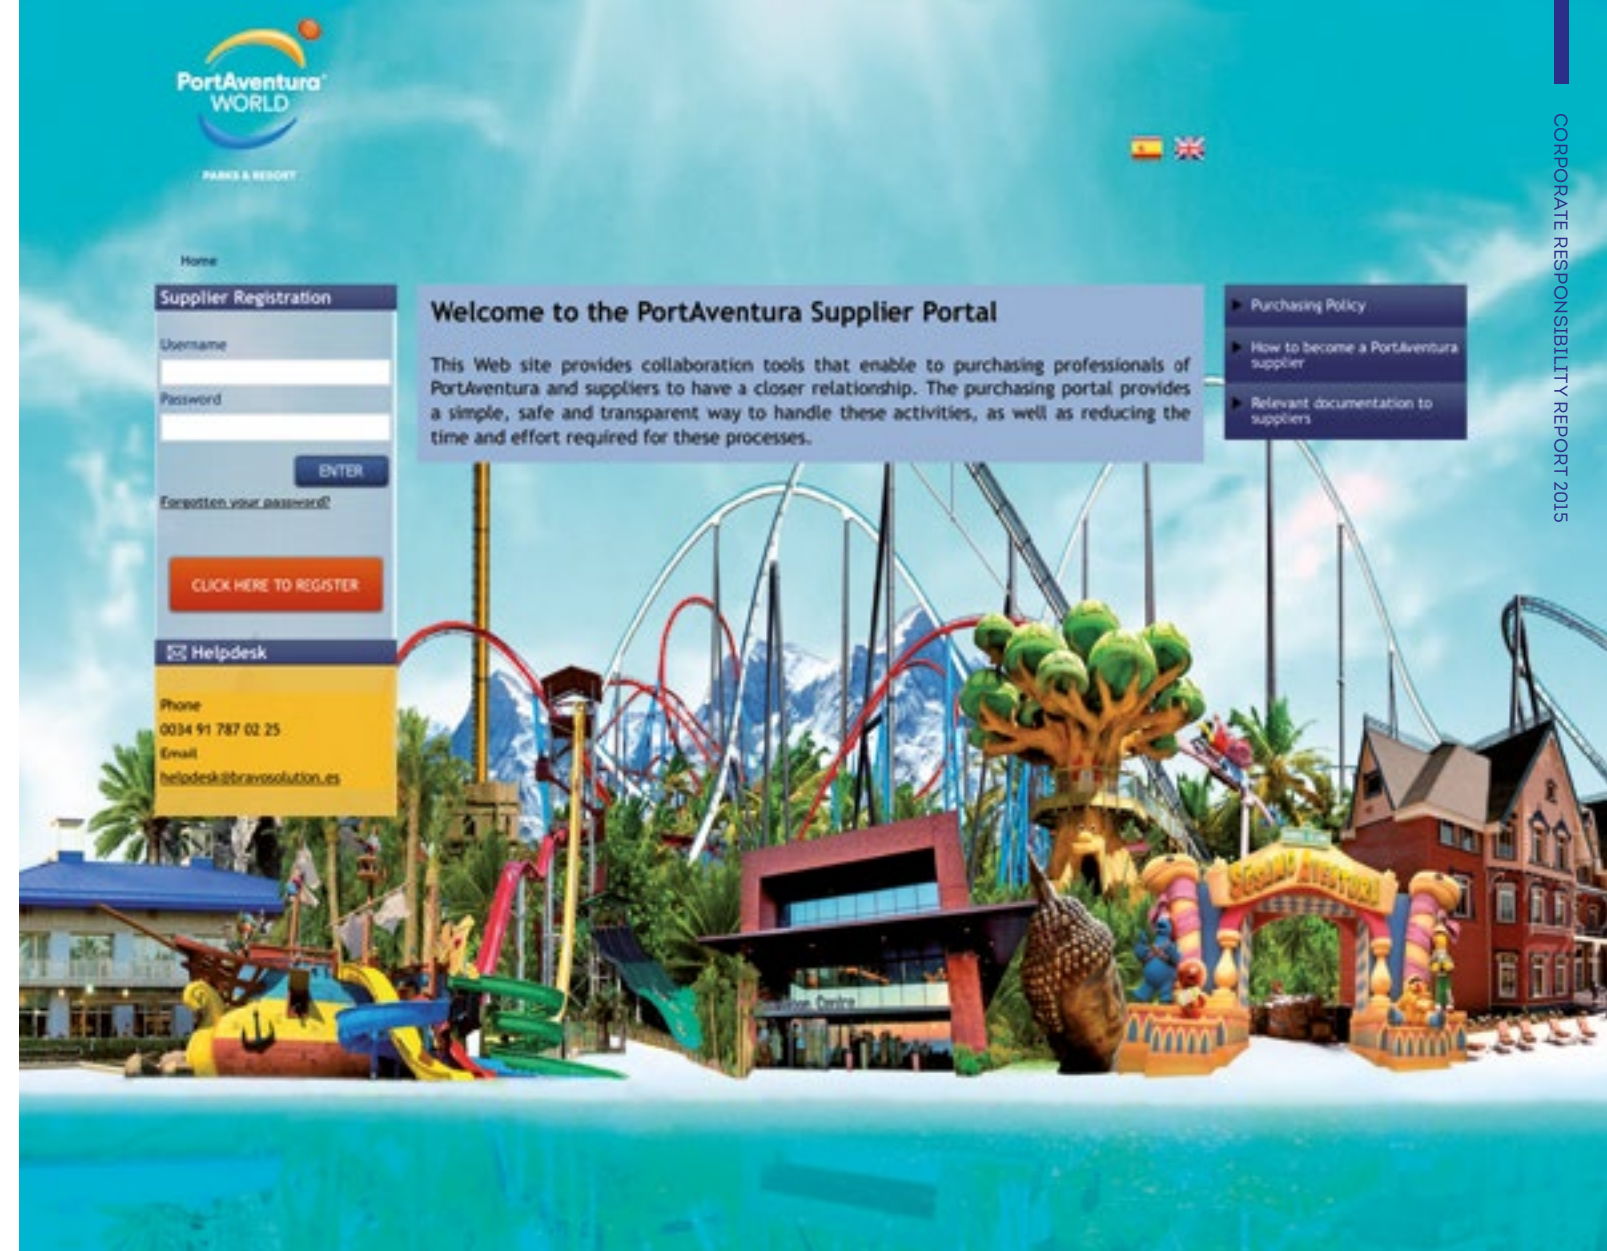 PortAventura
WORLD
PARKS & RESORT
CORPORATE RESPONSIBILITY REPORT 2015
Home
Supplier Registration
Username
Password
ENTER
Forgotten your password?
CLICK HERE TO REGISTER
Helpdesk
Phone
0034 91 787 02 25
Email
helpdesk@bravosolution.es
Welcome to the PortAventura Supplier Portal
This Web site provides collaboration tools that enable to purchasing professionals of
PortAventura and suppliers to have a closer relationship. The purchasing portal provides
a simple, safe and transparent way to handle these activities, as well as reducing the
time and effort required for these processes.
Purchasing Policy
How to become a PortAventura
supplier
Relevant documentation to
suppliers
SÉSAMO AVENTURA
Centre